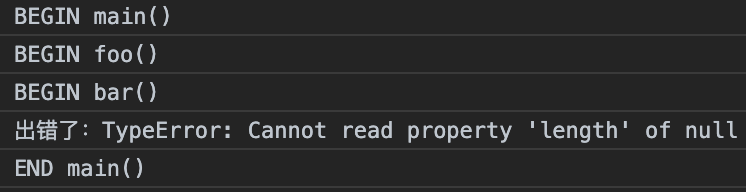 BEGIN main()
BEGIN foo()
BEGIN bar()
出错了：TypeError: Cannot read property 'length' of null
END main()